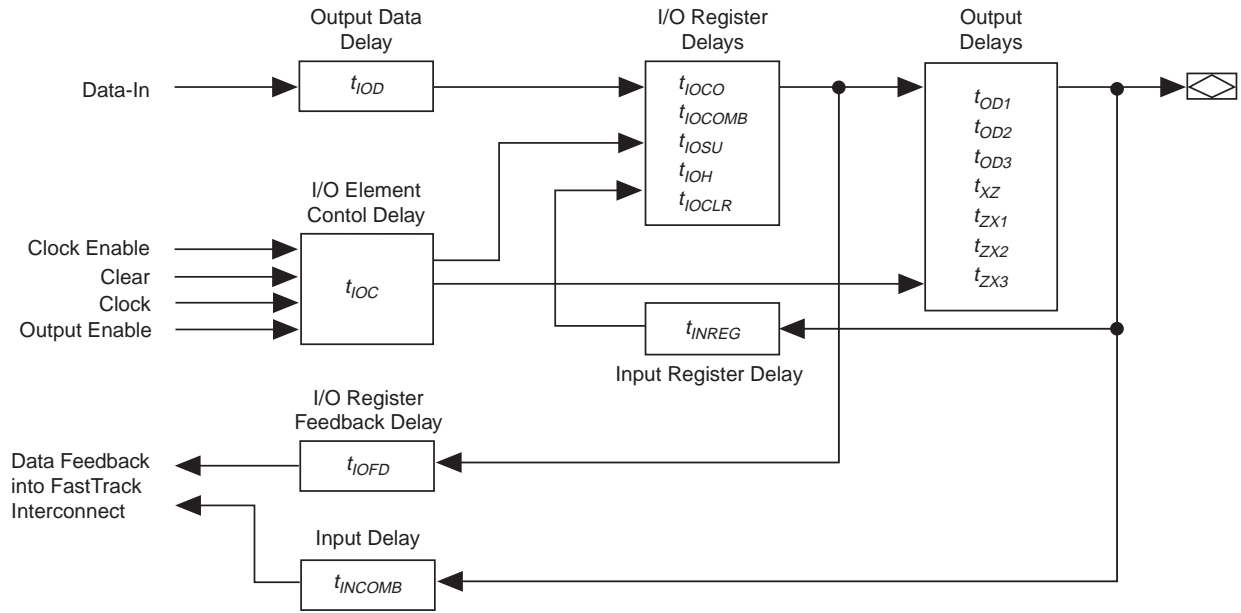 Output Data
Delay
I/O Register
Delays
Output
Delays
Data-In
tIOD
tIOCO
tIOCOMB
tIOSU
tIOH
tIOCLR
tOD1
tOD2
tOD3
tXZ
tZX1
tZX2
tZX3
I/O Element
Contol Delay
Clock Enable
Clear
Clock
Output Enable
tIOC
tINREG
Input Register Delay
I/O Register
Feedback Delay
tIOFD
Data Feedback
into FastTrack
Interconnect
Input Delay
tINCOMB